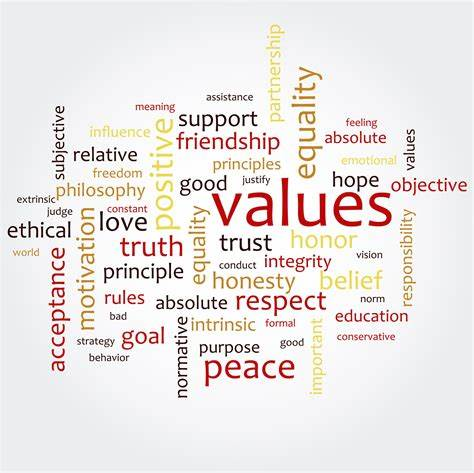 partnership
assistance
meaning
equality
support
feeling
influence
positive
friendship
absolute
values
subjective
relative
principles
emotional
freedom
good
justify
hope
objective
philosophy
extrinsic
judge
constant
values
ethical
love
motivation
equality
trust
honor
responsibility
world
truth
integrity
vision
acceptance
principle
conduct
honesty
belief
rules
absolute
respect
norm
bad
education
strategy
goal
normative
intrinsic
formal
important
conservative
behavior
purpose
good
peace